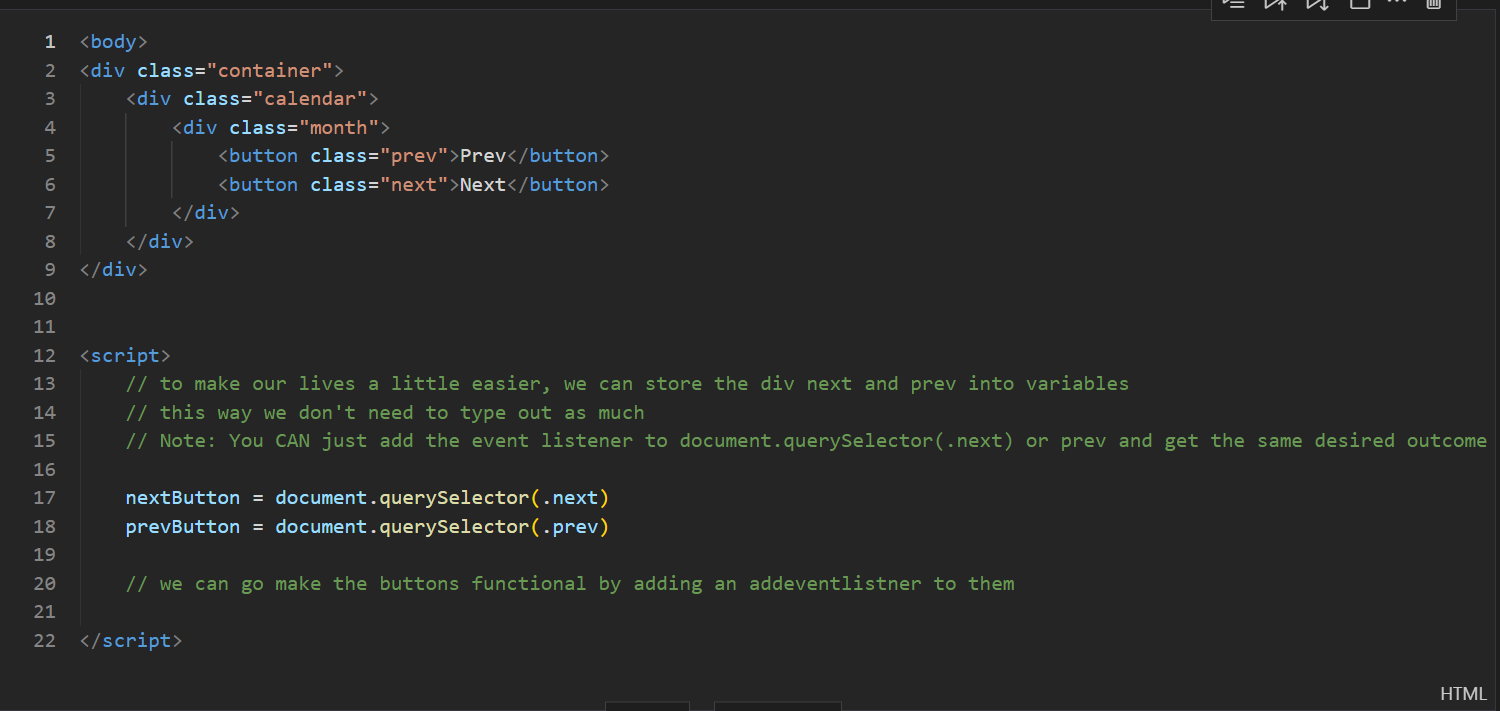 1 <body>
2 <div class="container">
3     <div class="calendar">
4         <div class="month">
5             <button class="prev">Prev</button>
6             <button class="next">Next</button>
7         </div>
8     </div>
9 </div>
10
11
12 <script>
13     // to make our lives a little easier, we can store the div next and prev into variables
14     // this way we don't need to type out as much
15     // Note: You CAN just add the event listener to document.querySelector(.next) or prev and get the same desired outcome
16
17     nextButton = document.querySelector(.next)
18     prevButton = document.querySelector(.prev)
19
20     // we can go make the buttons functional by adding an addeventlistner to them
21
22 </script>
HTML